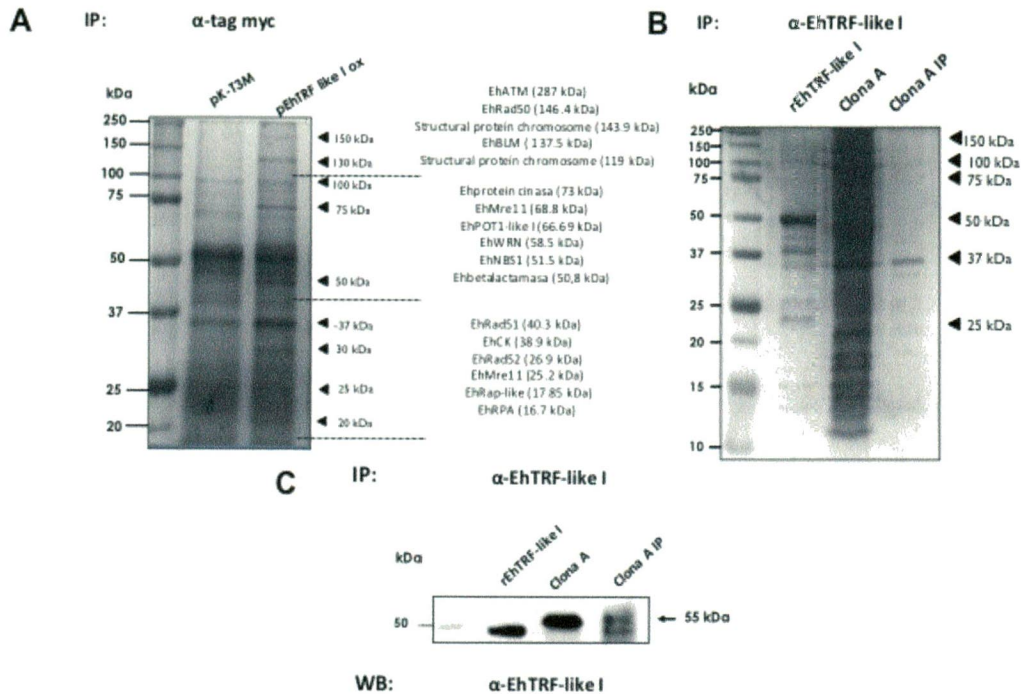 A
IP:
α-tag myc
kDa
pK-T3M
pEhTRF like I ox
250
150
100
75
50
37
25
20
150 kDa
130 kDa
100 kDa
75 kDa
50 kDa
-37 kDa
30 kDa
25 kDa
20 kDa
EhATM (287 kDa)
EhRad50 (146.4 kDa)
Structural protein chromosome (143.9 kDa)
EhBLM ( 137.5 kDa)
Structural protein chromosome (119 kDa)
Ehprotein cinasa (73 kDa)
EhMre11 (68.8 kDa)
EhPOT1-like I (66.69 kDa)
EhWRN (58.5 kDa)
EhNBS1 (51.5 kDa)
Ehbetalactamasa (50,8 kDa)
EhRad51 (40.3 kDa)
EhCK (38.9 kDa)
EhRad52 (26.9 kDa)
EhMre11 (25.2 kDa)
EhRap-like (17.85 kDa)
EhRPA (16.7 kDa)
B
IP:
α-EhTRF-like I
kDa
rEhTRF-like I
Clona A
Clona A IP
250
150
100
75
50
37
25
20
15
10
150 kDa
100 kDa
75 kDa
50 kDa
37 kDa
25 kDa
C
IP:
α-EhTRF-like I
kDa
rEhTRF-like I
Clona A
Clona A IP
50
55 kDa
WB:
α-EhTRF-like I